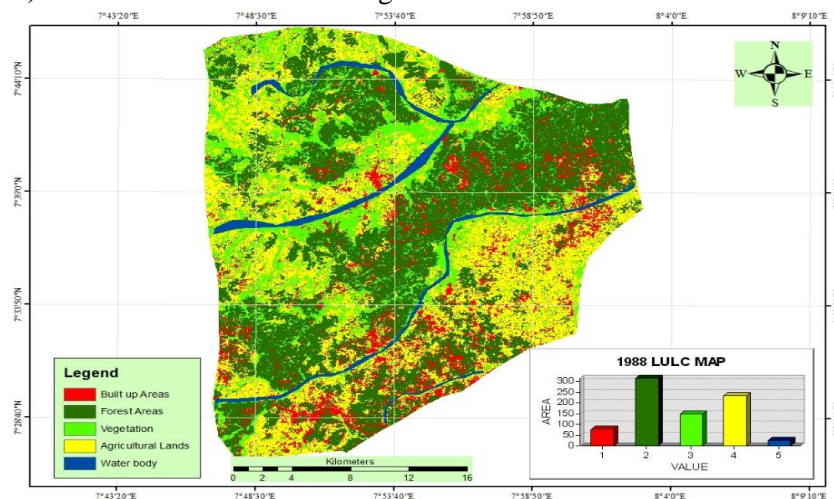 7°43'20"E 7°48'30"E 7°53'40"E 7°58'50"E 8°4'0"E 8°9'10"E
N
W E
S
7°44'10"N
7°39'0"N
7°33'50"N
7°28'40"N
Legend
Built up Areas
Forest Areas
Vegetation
Agricultural Lands
Water body
Kilometers
0 2 4 8 12 16
1988 LULC MAP
AREA
300
250
200
150
100
50
0
1 2 3 4 5
VALUE
7°43'20"E 7°48'30"E 7°53'40"E 7°58'50"E 8°4'0"E 8°9'10"E